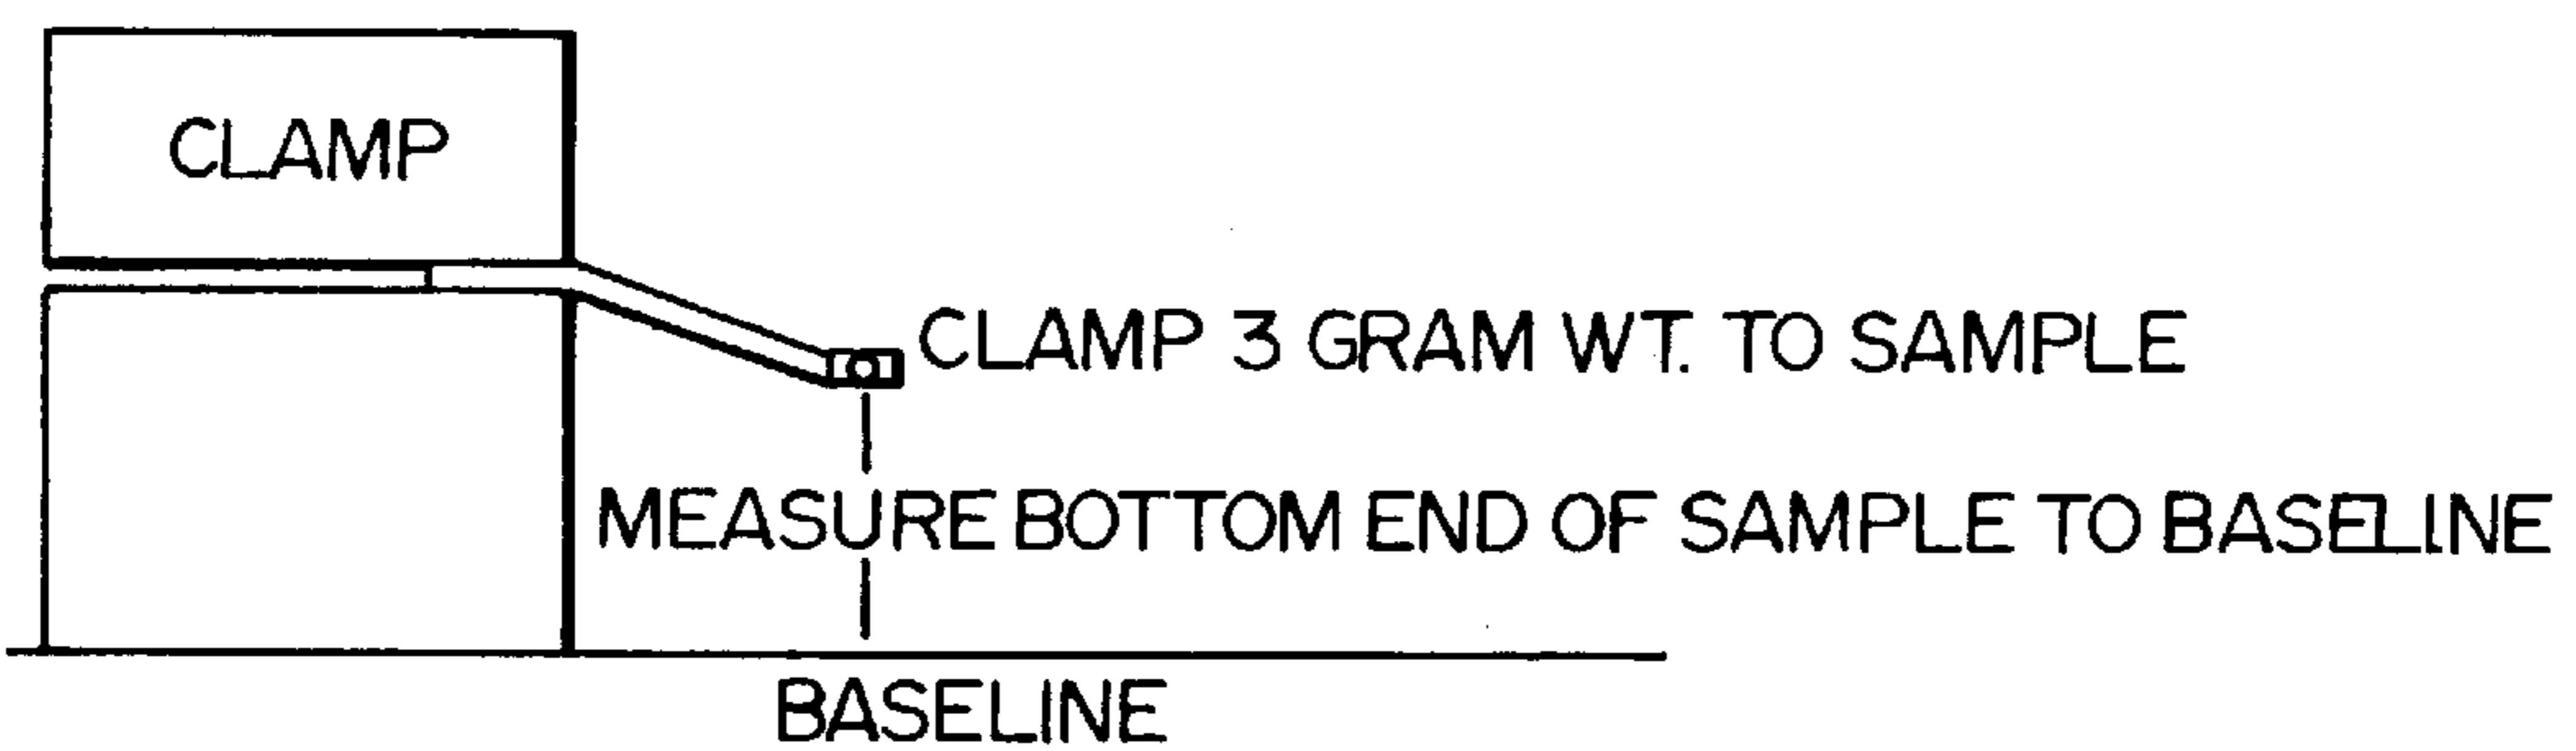 CLAMP
CLAMP 3 GRAM WT. TO SAMPLE
MEASURE BOTTOM END OF SAMPLE TO BASELINE
BASELINE